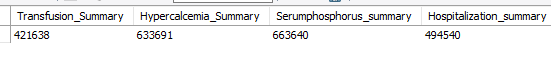 Transfusion_Summary Hypercalcemia_Summary Serumphosphorus_summary Hospitalization_summary
421638 633691 663640 494540